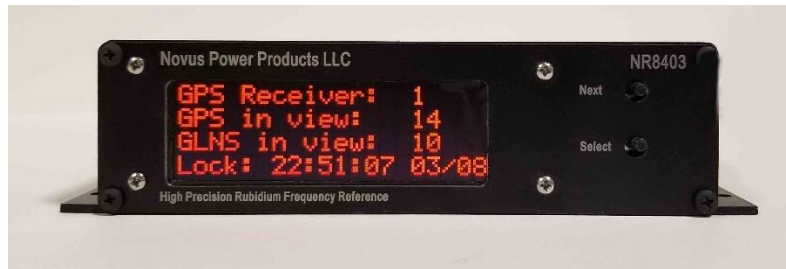 Novus Power Products LLC
NR8403
GPS Receiver: 1
GPS in view: 14
GLNS in view: 10
Lock: 22:51:07 03/08
Next
Select
High Precision Rubidium Frequency Reference